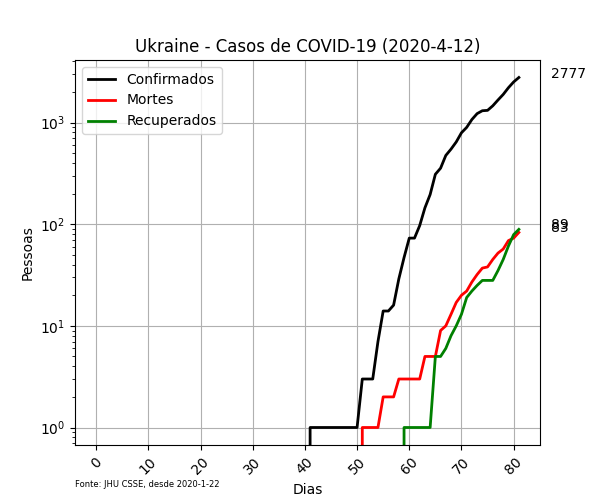 Ukraine - Casos de COVID-19 (2020-4-12)
Confirmados
Mortes
Recuperados
2777
89
83
10³
10²
10¹
10⁰
Pessoas
0 10 20 30 40 50 60 70 80
Dias
Fonte: JHU CSSE, desde 2020-1-22